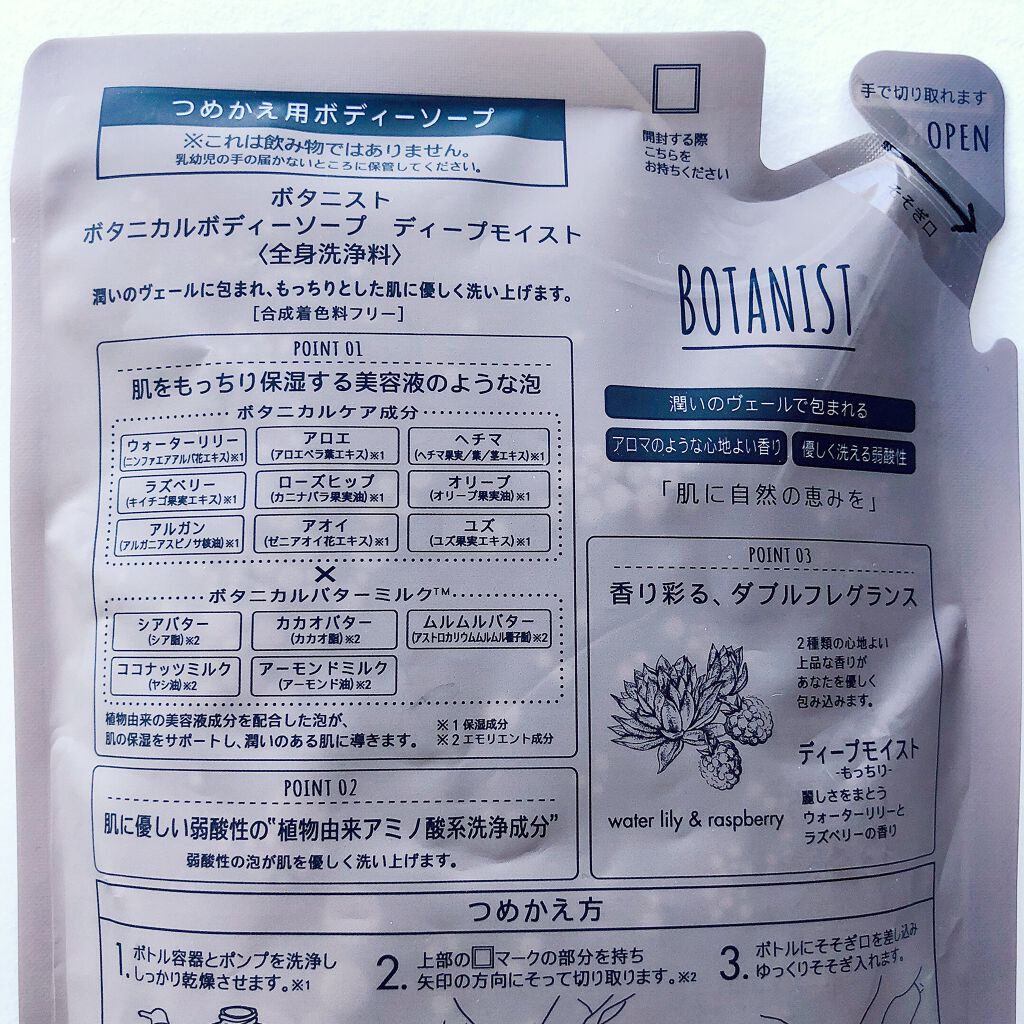 つめかえ用ボディーソープ
※これは飲み物ではありません。
乳幼児の手の届かないところに保管してください。
開封する際
こちらを
お持ちください
手で切り取れます
OPEN
そそぎ口
ボタニスト
ボタニカルボディーソープ ディープモイスト
〈全身洗浄料〉
潤いのヴェールに包まれ、もっちりとした肌に優しく洗い上げます。
[合成着色料フリー]
POINT 01
肌をもっちり保湿する美容液のような泡
ボタニカルケア成分
ウォーターリリー
(ニンファエアアルバ花エキス)※1
アロエ
(アロエベラ葉エキス)※1
ヘチマ
(ヘチマ果実/葉/茎エキス)※1
ラズベリー
(キイチゴ果実エキス)※1
ローズヒップ
(カニナバラ果実油)※1
オリーブ
(オリーブ果実油)※1
アルガン
(アルガニアスピノサ核油)※1
アオイ
(ゼニアオイ花エキス)※1
ユズ
(ユズ果実エキス)※1
×
ボタニカルバターミルク™
シアバター
(シア脂)※2
カカオバター
(カカオ脂)※2
ムルムルバター
(アストロカリウムムルムル種子脂)※2
ココナッツミルク
(ヤシ油)※2
アーモンドミルク
(アーモンド油)※2
植物由来の美容液成分を配合した泡が、
肌の保湿をサポートし、潤いのある肌に導きます。
※1 保湿成分
※2 エモリエント成分
POINT 02
肌に優しい弱酸性の"植物由来アミノ酸系洗浄成分"
弱酸性の泡が肌を優しく洗い上げます。
BOTANIST
潤いのヴェールで包まれる
アロマのような心地よい香り
優しく洗える弱酸性
「肌に自然の恵みを」
POINT 03
香り彩る、ダブルフレグランス
2種類の心地よい
上品な香りが
あなたを優しく
包み込みます。
ディープモイスト
-もっちり-
麗しさをまとう
ウォーターリリーと
ラズベリーの香り
water lily & raspberry
つめかえ方
1. ボトル容器とポンプを洗浄し
しっかり乾燥させます。※1
2. 上部の□マークの部分を持ち
矢印の方向にそって切り取ります。※2
3. ボトルにそそぎ口を差し込み
ゆっくりそそぎ入れます。